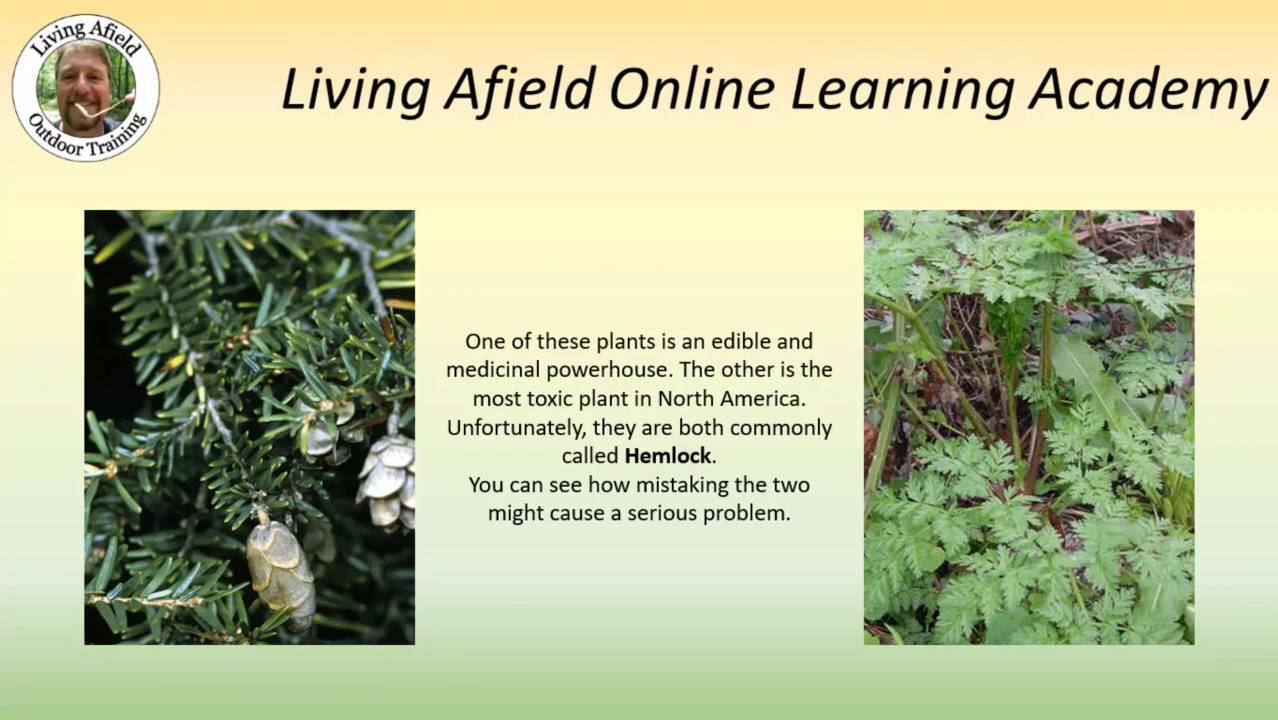 Living Afield
Outdoor Training
Living Afield Online Learning Academy
One of these plants is an edible and
medicinal powerhouse. The other is the
most toxic plant in North America.
Unfortunately, they are both commonly
called Hemlock.
You can see how mistaking the two
might cause a serious problem.